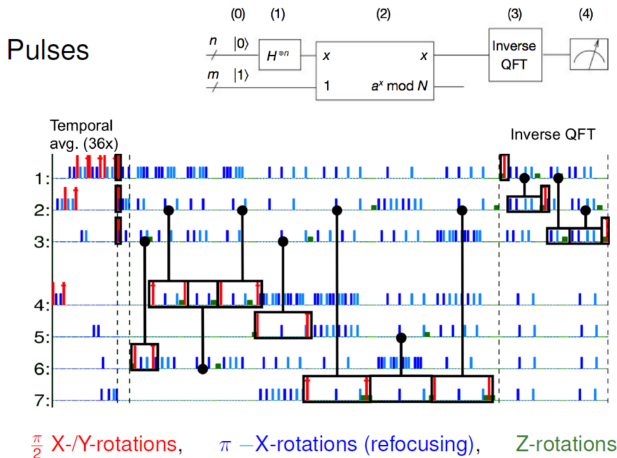 (0) (1) (2) (3) (4)
Pulses
n |0⟩ H⊗n x x Inverse QFT
m |1⟩ 1 aˣ mod N
Temporal avg. (36x)
Inverse QFT
1:
2:
3:
4:
5:
6:
7:
π/2 X-/Y-rotations, π −X-rotations (refocusing), Z-rotations